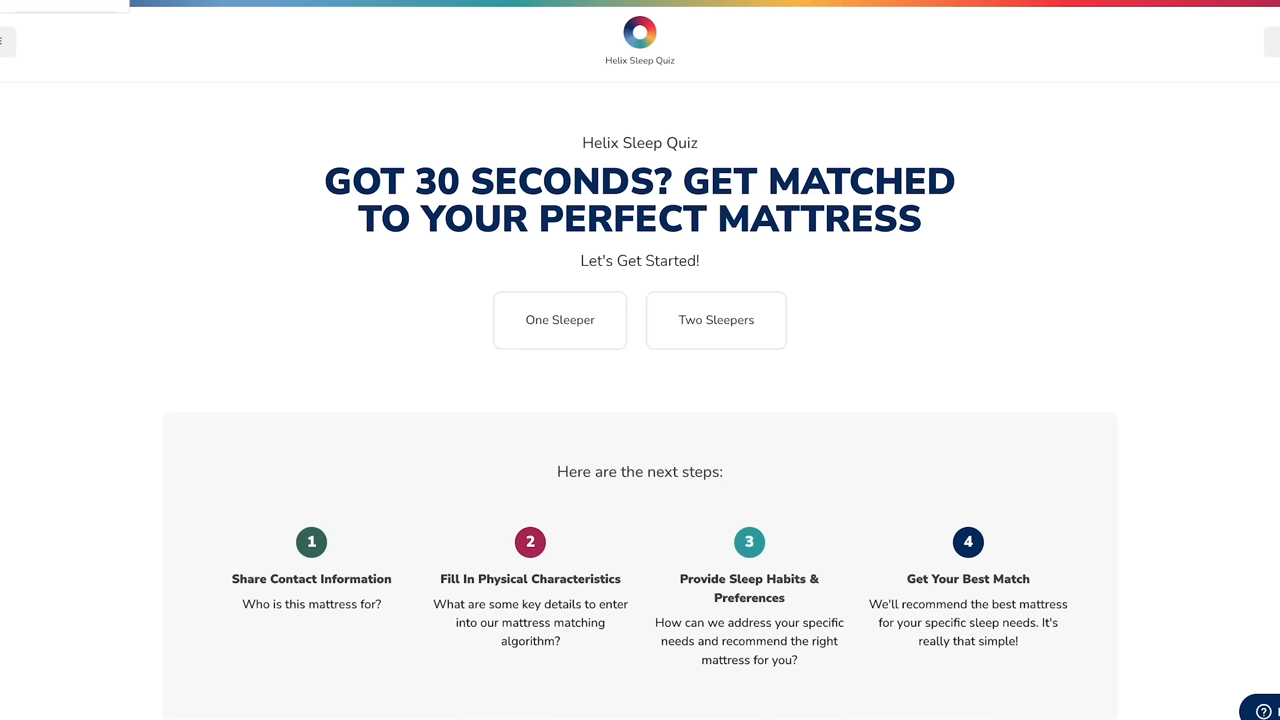 Helix Sleep Quiz
Helix Sleep Quiz
GOT 30 SECONDS? GET MATCHED
TO YOUR PERFECT MATTRESS
Let's Get Started!
One Sleeper
Two Sleepers
Here are the next steps:
1
Share Contact Information
Who is this mattress for?
2
Fill In Physical Characteristics
What are some key details to enter
into our mattress matching
algorithm?
3
Provide Sleep Habits &
Preferences
How can we address your specific
needs and recommend the right
mattress for you?
4
Get Your Best Match
We'll recommend the best mattress
for your specific sleep needs. It's
really that simple!
?